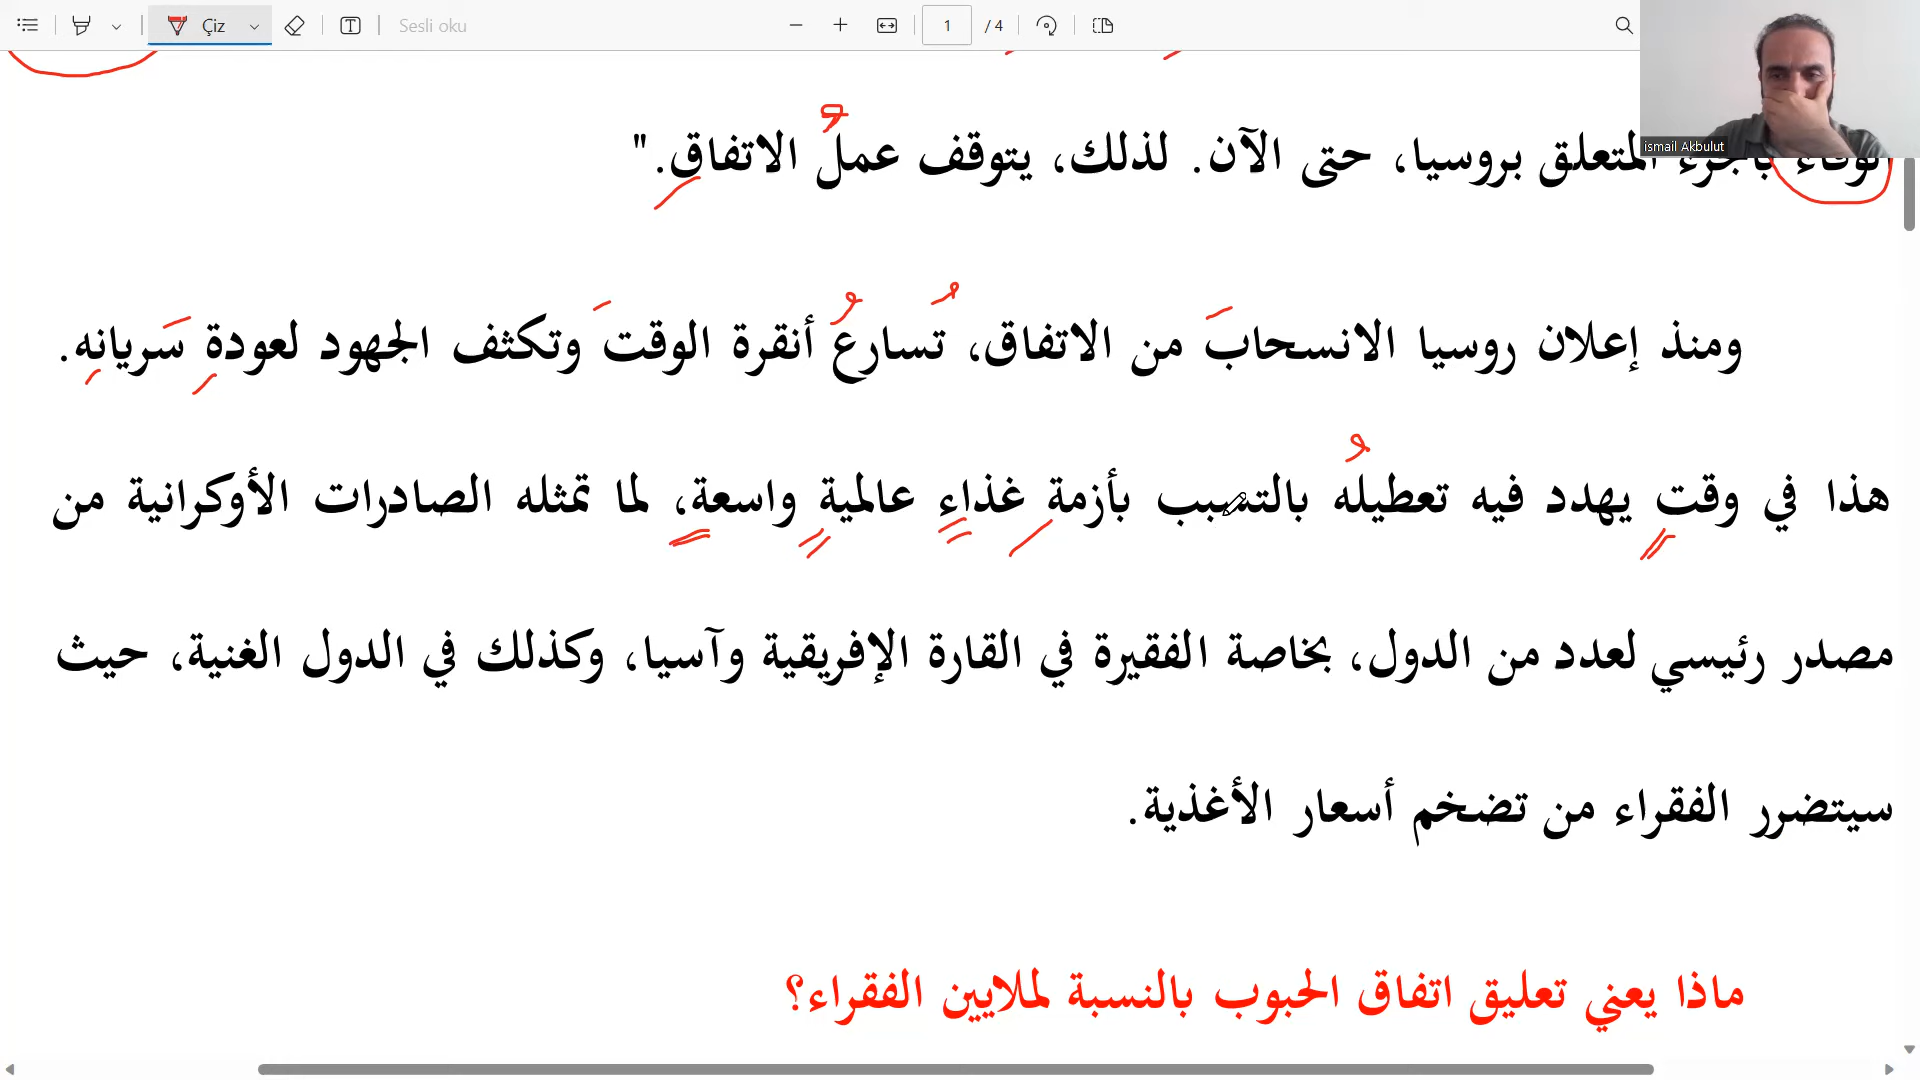 Çiz
Sesli oku
1 / 4
ismail Akbulut
المتعلق بروسيا، حتى الآن. لذلك، يتوقف عملُ الاتفاق."
ومنذ إعلان روسيا الانسحابَ من الاتفاق، تُسارعُ أنقرة الوقتَ وتكثف الجهود لعودةِ سَريانِه.
هذا في وقتٍ يهدد فيه تعطيلُه بالتسبب بأزمةِ غذاءٍ عالميةٍ واسعةٍ، لما تمثله الصادرات الأوكرانية من
مصدر رئيسي لعدد من الدول، بخاصة الفقيرة في القارة الإفريقية وآسيا، وكذلك في الدول الغنية، حيث
سيتضرر الفقراء من تضخم أسعار الأغذية.
ماذا يعني تعليق اتفاق الحبوب بالنسبة لملايين الفقراء؟